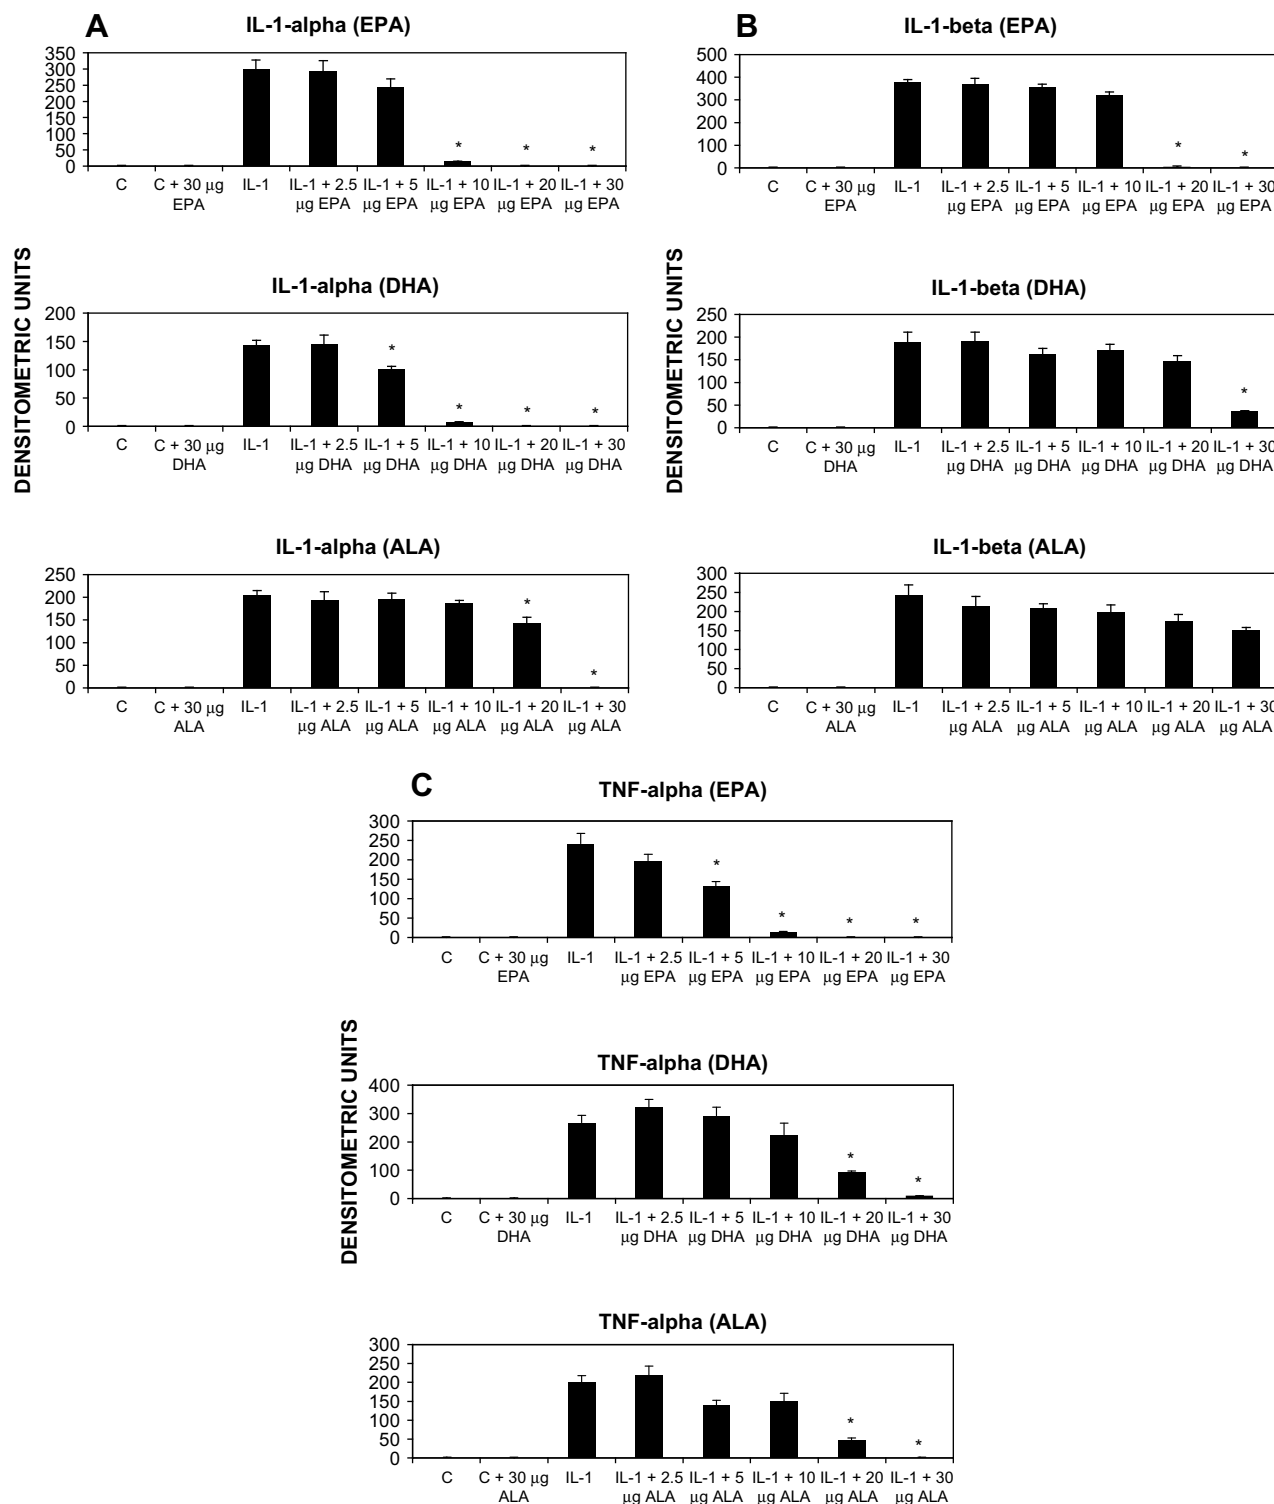 A
IL-1-alpha (EPA)
350
300
250
200
150
100
50
0
* * *
C C + 30 μg IL-1 IL-1 + 2.5 IL-1 + 5 IL-1 + 10 IL-1 + 20 IL-1 + 30
EPA μg EPA μg EPA μg EPA μg EPA μg EPA
DENSITOMETRIC UNITS
IL-1-alpha (DHA)
200
150
100
50
0
* * * *
C C + 30 μg IL-1 IL-1 + 2.5 IL-1 + 5 IL-1 + 10 IL-1 + 20 IL-1 + 30
DHA μg DHA μg DHA μg DHA μg DHA μg DHA
IL-1-alpha (ALA)
250
200
150
100
50
0
* *
C C + 30 μg IL-1 IL-1 + 2.5 IL-1 + 5 IL-1 + 10 IL-1 + 20 IL-1 + 30
ALA μg ALA μg ALA μg ALA μg ALA μg ALA
B
IL-1-beta (EPA)
500
400
300
200
100
0
* *
C C + 30 μg IL-1 IL-1 + 2.5 IL-1 + 5 IL-1 + 10 IL-1 + 20 IL-1 + 30
EPA μg EPA μg EPA μg EPA μg EPA μg EPA
DENSITOMETRIC UNITS
IL-1-beta (DHA)
250
200
150
100
50
0
*
C C + 30 μg IL-1 IL-1 + 2.5 IL-1 + 5 IL-1 + 10 IL-1 + 20 IL-1 + 30
DHA μg DHA μg DHA μg DHA μg DHA μg DHA
IL-1-beta (ALA)
300
250
200
150
100
50
0
C C + 30 μg IL-1 IL-1 + 2.5 IL-1 + 5 IL-1 + 10 IL-1 + 20 IL-1 + 30
ALA μg ALA μg ALA μg ALA μg ALA μg ALA
C
TNF-alpha (EPA)
300
250
200
150
100
50
0
* * * *
C C + 30 μg IL-1 IL-1 + 2.5 IL-1 + 5 IL-1 + 10 IL-1 + 20 IL-1 + 30
EPA μg EPA μg EPA μg EPA μg EPA μg EPA
DENSITOMETRIC UNITS
TNF-alpha (DHA)
400
300
200
100
0
* *
C C + 30 μg IL-1 IL-1 + 2.5 IL-1 + 5 IL-1 + 10 IL-1 + 20 IL-1 + 30
DHA μg DHA μg DHA μg DHA μg DHA μg DHA
TNF-alpha (ALA)
300
250
200
150
100
50
0
* *
C C + 30 μg IL-1 IL-1 + 2.5 IL-1 + 5 IL-1 + 10 IL-1 + 20 IL-1 + 30
ALA μg ALA μg ALA μg ALA μg ALA μg ALA